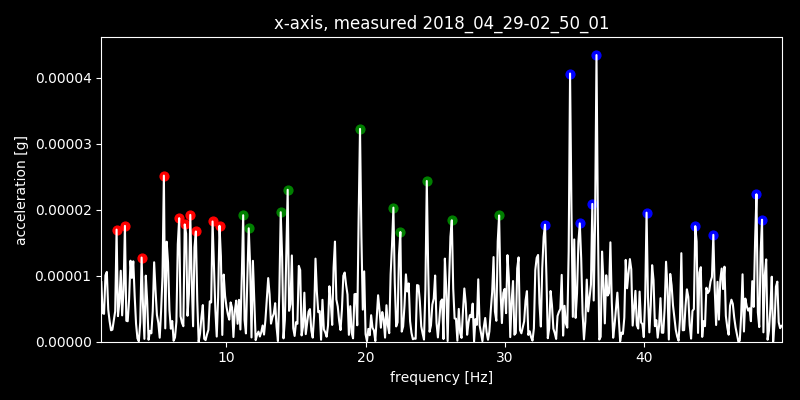 x-axis, measured 2018_04_29-02_50_01
0.00004
0.00003
0.00002
0.00001
0.00000
acceleration [g]
10 20 30 40
frequency [Hz]